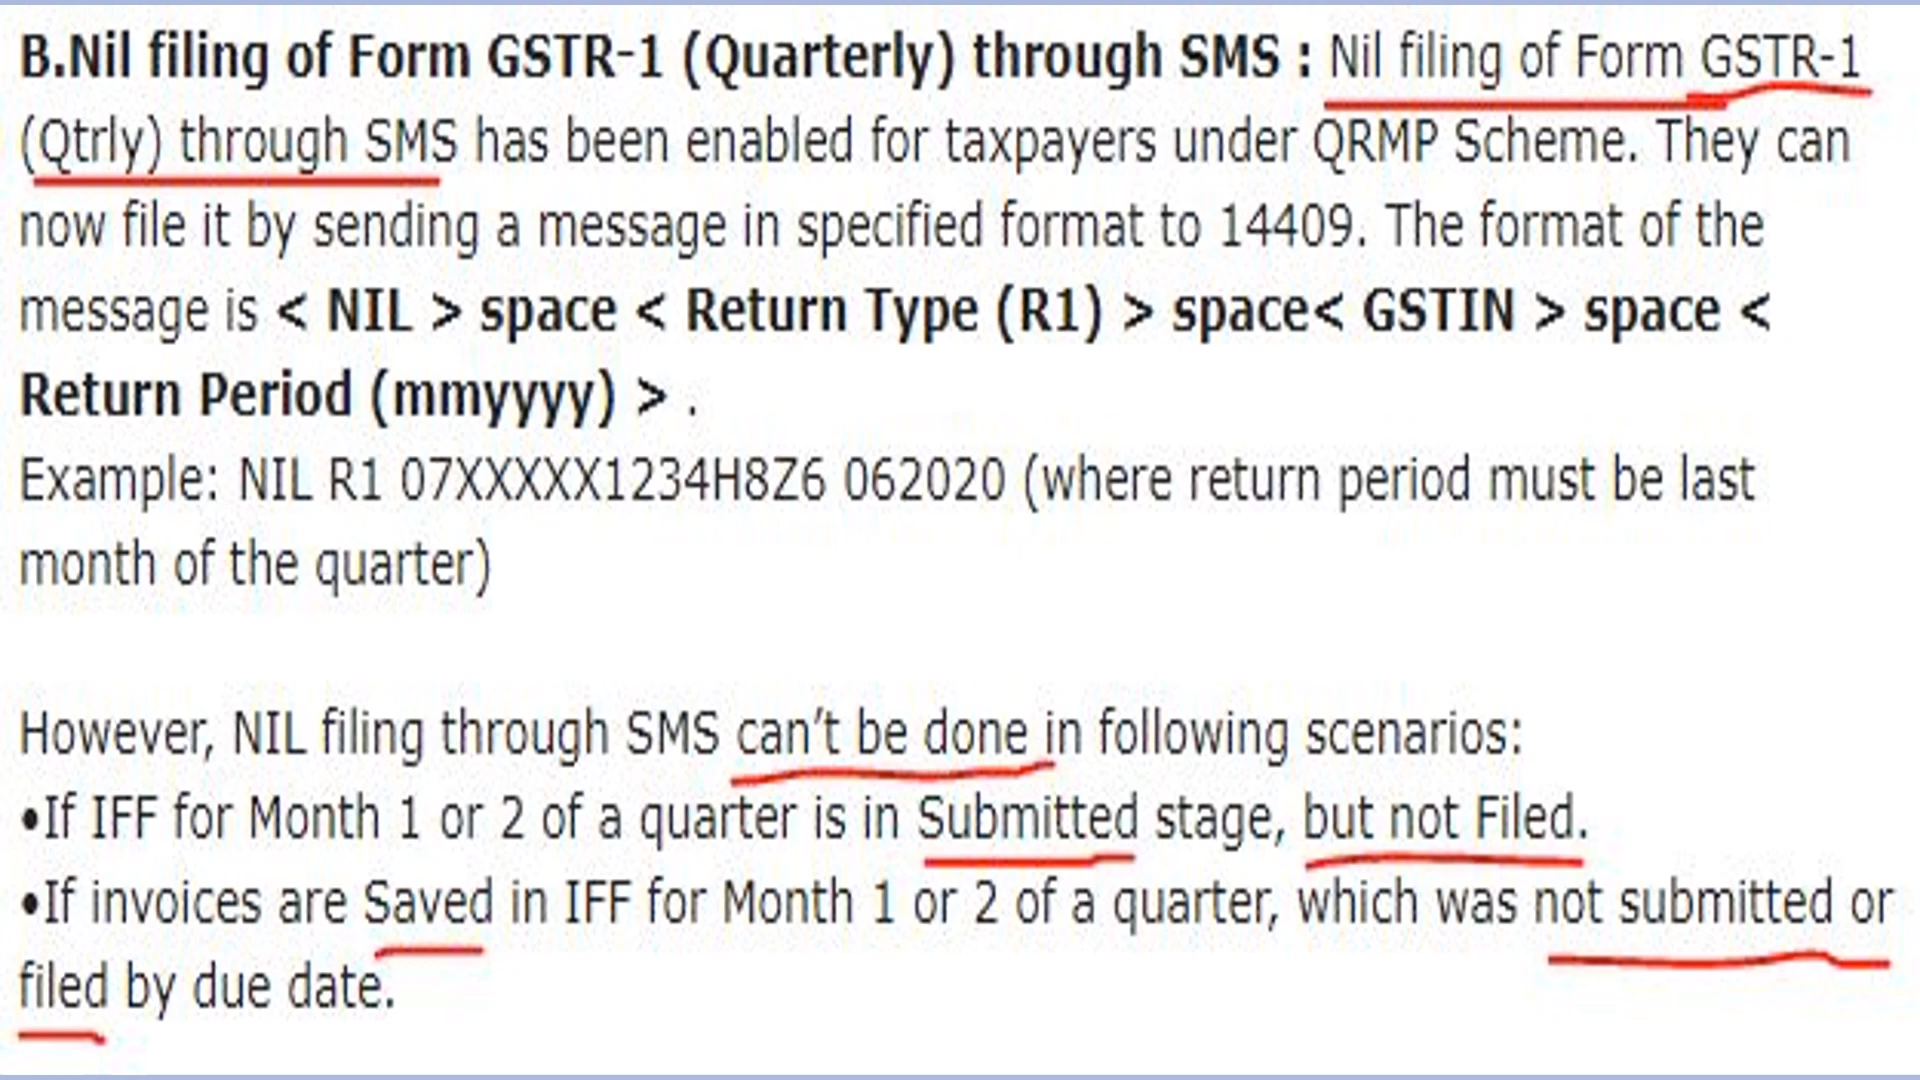 B.Nil filing of Form GSTR-1 (Quarterly) through SMS : Nil filing of Form GSTR-1
(Qtrly) through SMS has been enabled for taxpayers under QRMP Scheme. They can
now file it by sending a message in specified format to 14409. The format of the
message is < NIL > space < Return Type (R1) > space< GSTIN > space <
Return Period (mmyyyy) > .
Example: NIL R1 07XXXXX1234H8Z6 062020 (where return period must be last
month of the quarter)
However, NIL filing through SMS can't be done in following scenarios:
•If IFF for Month 1 or 2 of a quarter is in Submitted stage, but not Filed.
•If invoices are Saved in IFF for Month 1 or 2 of a quarter, which was not submitted or
filed by due date.